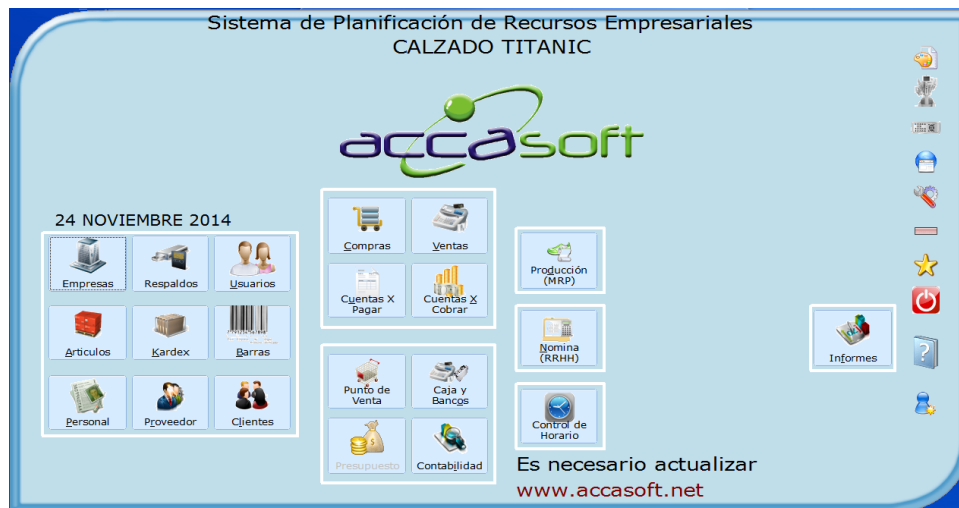 Sistema de Planificación de Recursos Empresariales
CALZADO TITANIC
accasoft
24 NOVIEMBRE 2014
Empresas
Respaldos
Usuarios
Articulos
Kardex
Barras
Personal
Proveedor
Clientes
Compras
Ventas
Cuentas X
Pagar
Cuentas X
Cobrar
Punto de
Venta
Caja y
Bancos
Presupuesto
Contabilidad
Producción
(MRP)
Nomina
(RRHH)
Control de
Horario
Informes
Es necesario actualizar
www.accasoft.net